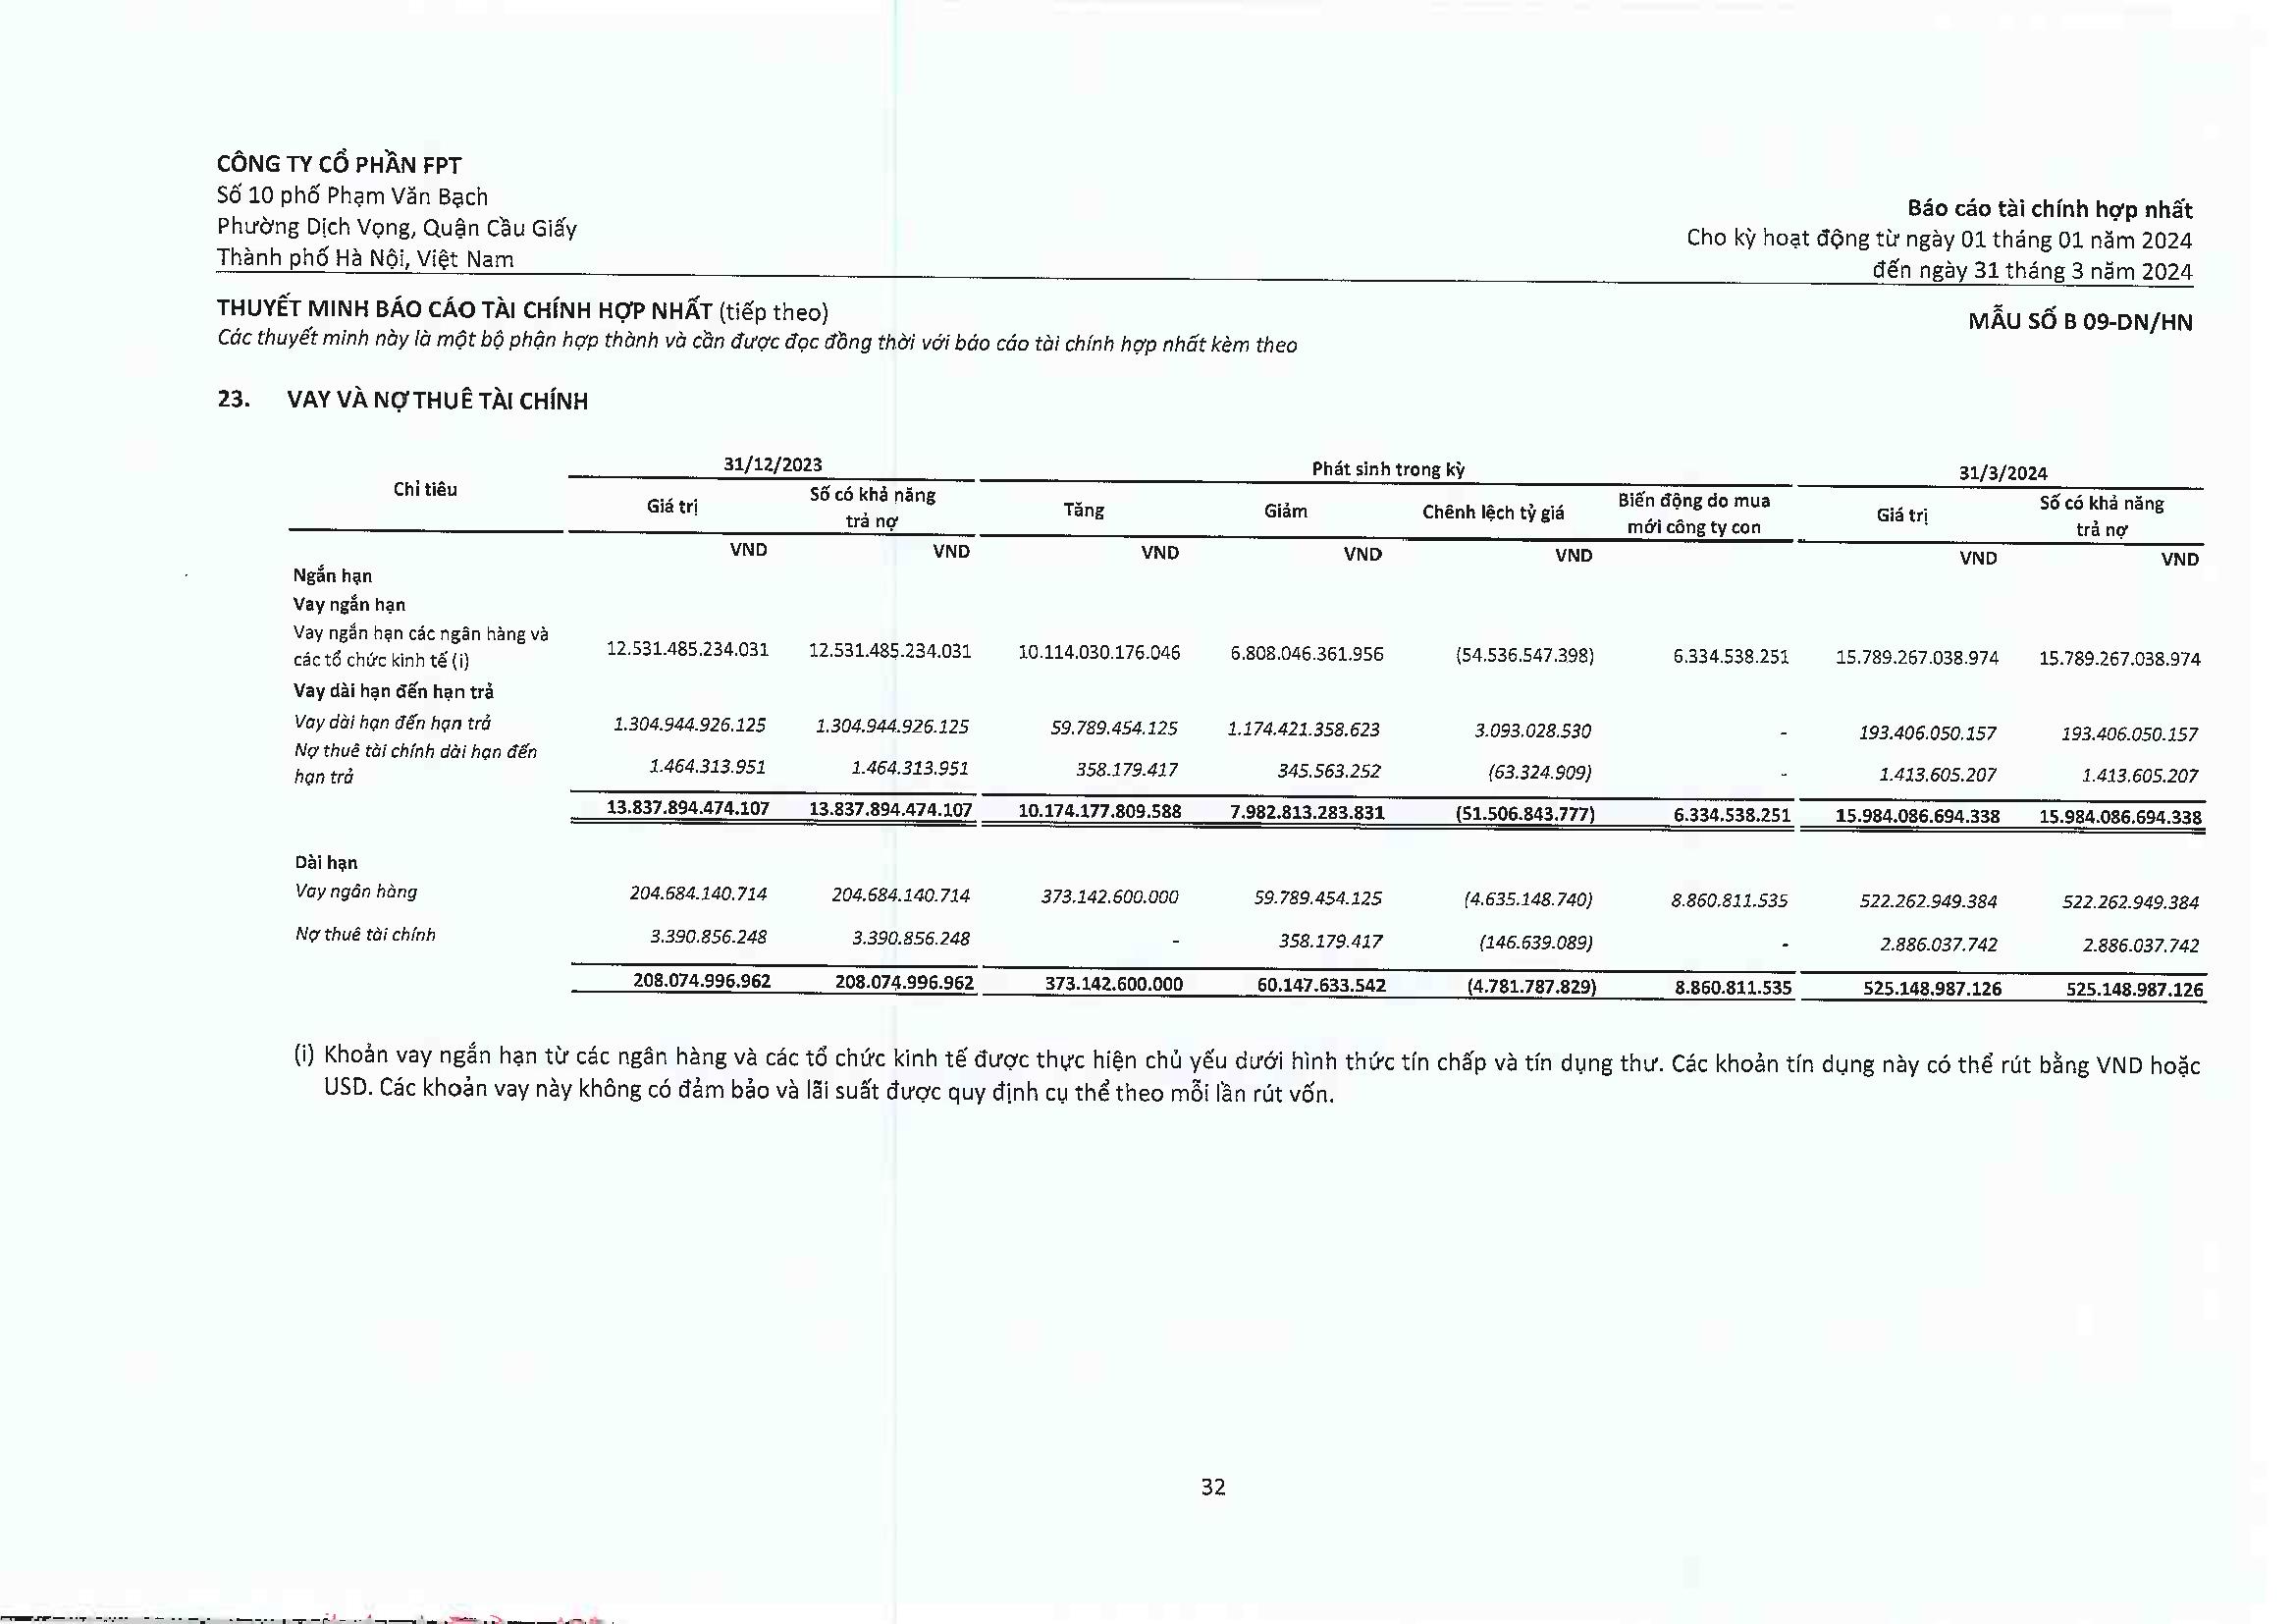 CÔNG TY CỔ PHẦN FPT
Số 10 phố Phạm Văn Bạch
Phường Dịch Vọng, Quận Cầu Giấy
Thành phố Hà Nội, Việt Nam
Báo cáo tài chính hợp nhất
Cho kỳ hoạt động từ ngày 01 tháng 01 năm 2024
đến ngày 31 tháng 3 năm 2024
THUYẾT MINH BÁO CÁO TÀI CHÍNH HỢP NHẤT (tiếp theo)
MẪU SỐ B 09-DN/HN
Các thuyết minh này là một bộ phận hợp thành và cần được đọc đồng thời với báo cáo tài chính hợp nhất kèm theo
23. VAY VÀ NỢ THUÊ TÀI CHÍNH
31/12/2023 Phát sinh trong kỳ 31/3/2024
Chỉ tiêu Giá trị Số có khả năng Tăng Giảm Chênh lệch tỷ giá Biến động do mua Giá trị Số có khả năng
trả nợ mới công ty con trả nợ
VND VND VND VND VND VND VND
Ngắn hạn
Vay ngắn hạn
Vay ngắn hạn các ngân hàng và
các tổ chức kinh tế (i) 12.531.485.234.031 12.531.485.234.031 10.114.030.176.046 6.808.046.361.956 (54.536.547.398) 6.334.538.251 15.789.267.038.974 15.789.267.038.974
Vay dài hạn đến hạn trả
Vay dài hạn đến hạn trả 1.304.944.926.125 1.304.944.926.125 59.789.454.125 1.174.421.358.623 3.093.028.530 - 193.406.050.157 193.406.050.157
Nợ thuê tài chính dài hạn đến
hạn trả 1.464.313.951 1.464.313.951 358.179.417 345.563.252 (63.324.909) - 1.413.605.207 1.413.605.207
13.837.894.474.107 13.837.894.474.107 10.174.177.809.588 7.982.813.283.831 (51.506.843.777) 6.334.538.251 15.984.086.694.338 15.984.086.694.338
Dài hạn
Vay ngân hàng 204.684.140.714 204.684.140.714 373.142.600.000 59.789.454.125 (4.635.148.740) 8.860.811.535 522.262.949.384 522.262.949.384
Nợ thuê tài chính 3.390.856.248 3.390.856.248 - 358.179.417 (146.639.089) - 2.886.037.742 2.886.037.742
208.074.996.962 208.074.996.962 373.142.600.000 60.147.633.542 (4.781.787.829) 8.860.811.535 525.148.987.126 525.148.987.126
(i) Khoản vay ngắn hạn từ các ngân hàng và các tổ chức kinh tế được thực hiện chủ yếu dưới hình thức tín chấp và tín dụng thư. Các khoản tín dụng này có thể rút bằng VND hoặc
USD. Các khoản vay này không có đảm bảo và lãi suất được quy định cụ thể theo mỗi lần rút vốn.
32